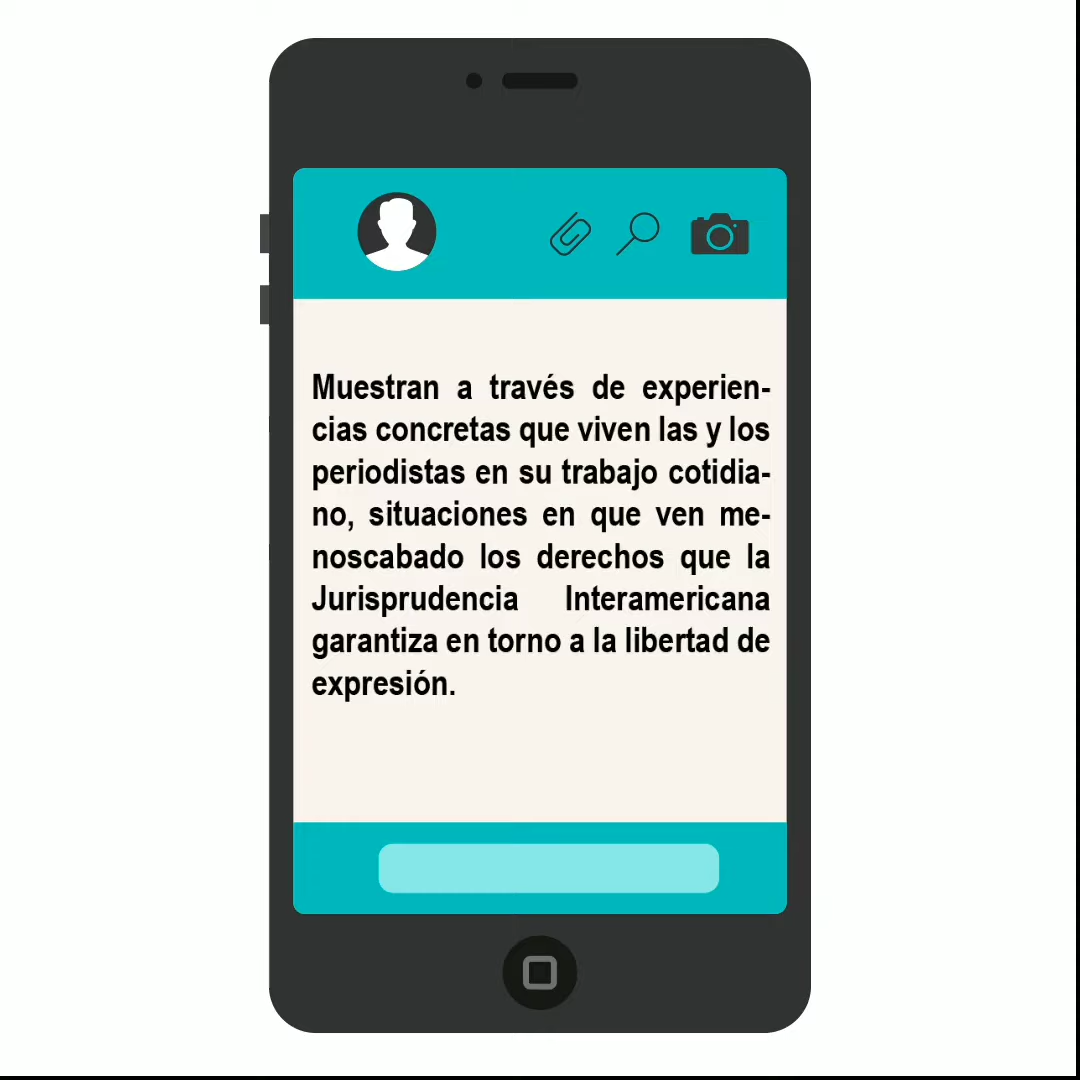 Muestran a través de experien-
cias concretas que viven las y los
periodistas en su trabajo cotidia-
no, situaciones en que ven me-
noscabado los derechos que la
Jurisprudencia Interamericana
garantiza en torno a la libertad de
expresión.